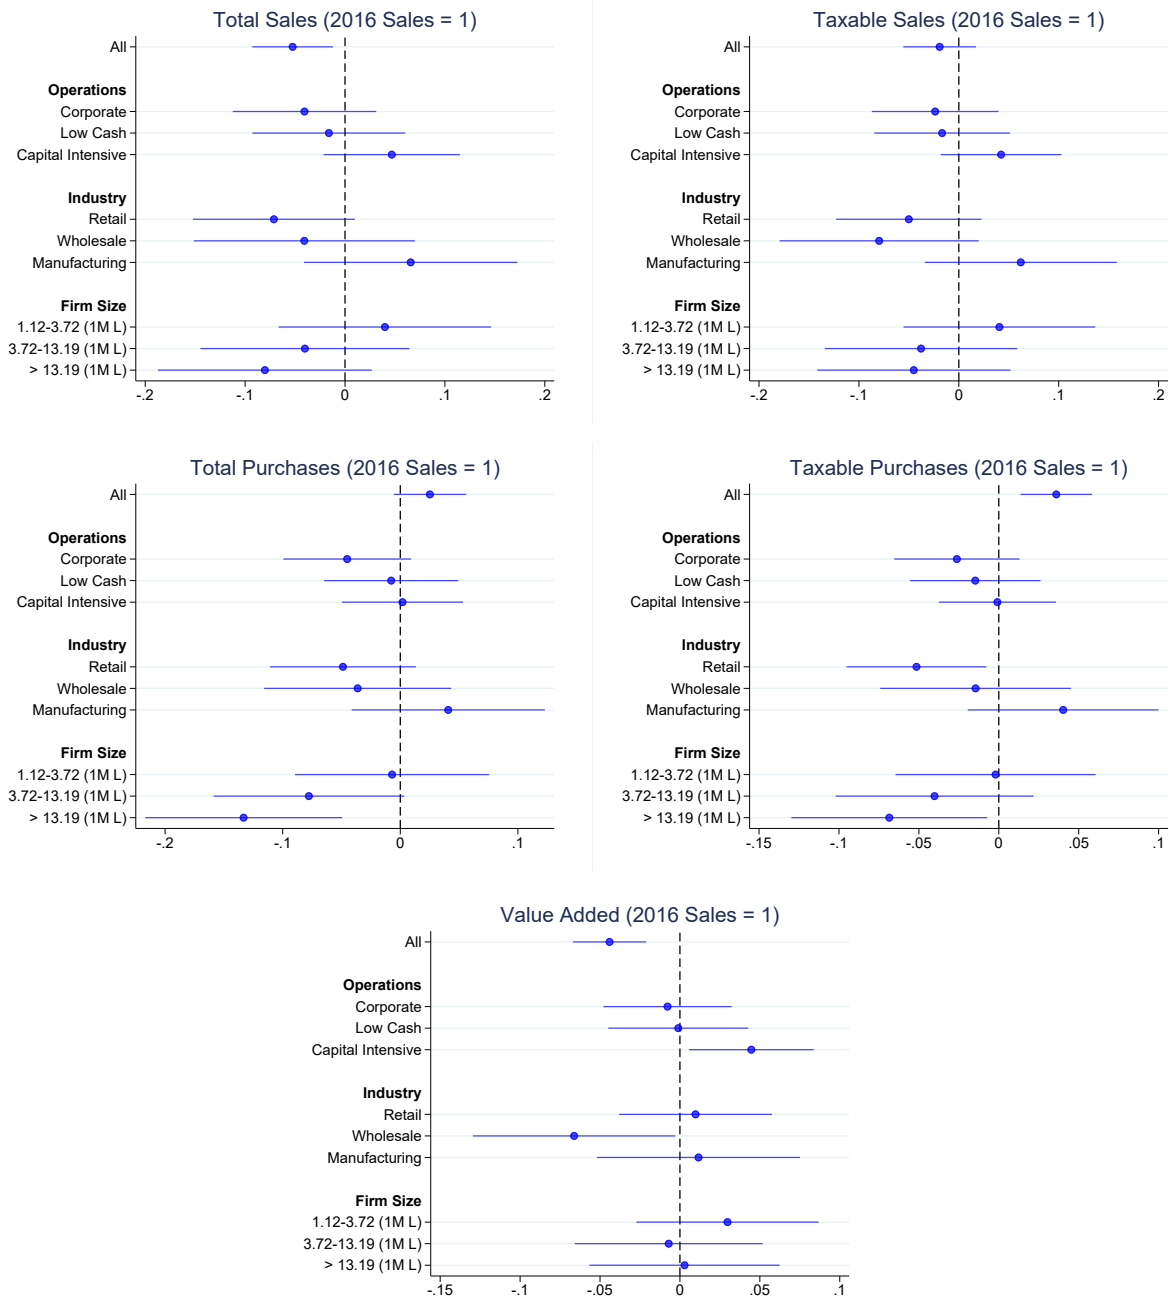 Total Sales (2016 Sales = 1)
All
Operations
Corporate
Low Cash
Capital Intensive
Industry
Retail
Wholesale
Manufacturing
Firm Size
1.12-3.72 (1M L)
3.72-13.19 (1M L)
> 13.19 (1M L)
-.2 -.1 0 .1 .2
Taxable Sales (2016 Sales = 1)
All
Operations
Corporate
Low Cash
Capital Intensive
Industry
Retail
Wholesale
Manufacturing
Firm Size
1.12-3.72 (1M L)
3.72-13.19 (1M L)
> 13.19 (1M L)
-.2 -.1 0 .1 .2
Total Purchases (2016 Sales = 1)
All
Operations
Corporate
Low Cash
Capital Intensive
Industry
Retail
Wholesale
Manufacturing
Firm Size
1.12-3.72 (1M L)
3.72-13.19 (1M L)
> 13.19 (1M L)
-.2 -.1 0 .1
Taxable Purchases (2016 Sales = 1)
All
Operations
Corporate
Low Cash
Capital Intensive
Industry
Retail
Wholesale
Manufacturing
Firm Size
1.12-3.72 (1M L)
3.72-13.19 (1M L)
> 13.19 (1M L)
-.15 -.1 -.05 0 .05 .1
Value Added (2016 Sales = 1)
All
Operations
Corporate
Low Cash
Capital Intensive
Industry
Retail
Wholesale
Manufacturing
Firm Size
1.12-3.72 (1M L)
3.72-13.19 (1M L)
> 13.19 (1M L)
-.15 -.1 -.05 0 .05 .1